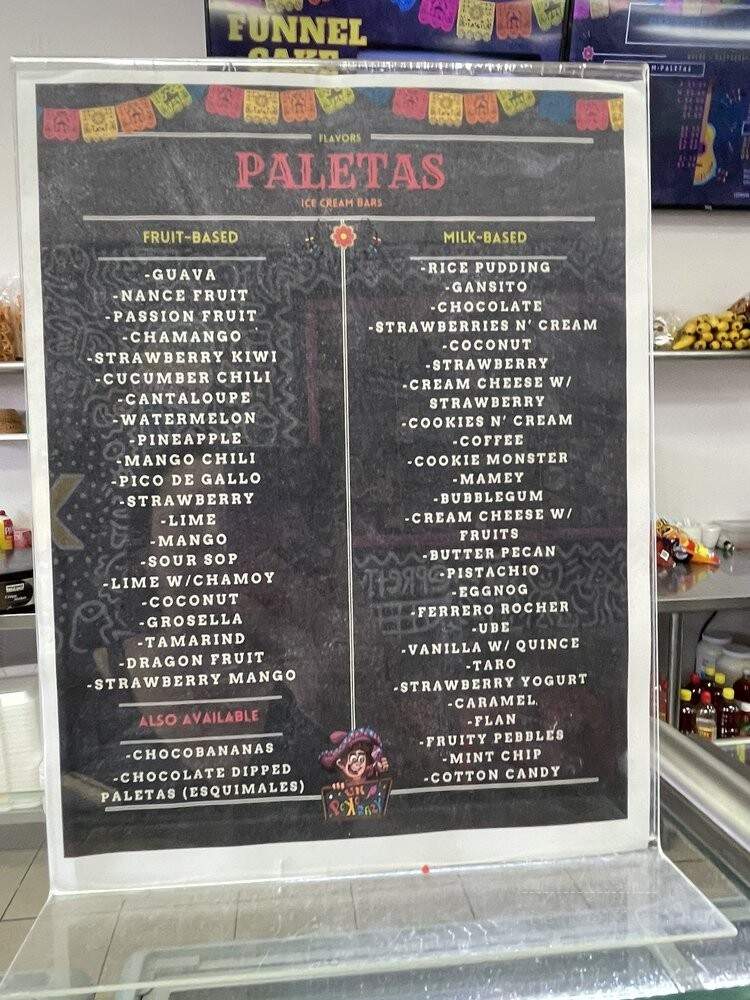 FUNNEL
CAKE
FLAVORS
PALETAS
ICE CREAM BARS
FRUIT-BASED
-GUAVA
-NANCE FRUIT
-PASSION FRUIT
-CHAMANGO
-STRAWBERRY KIWI
-CUCUMBER CHILI
-CANTALOUPE
-WATERMELON
-PINEAPPLE
-MANGO CHILI
-PICO DE GALLO
-STRAWBERRY
-LIME
-MANGO
-SOUR SOP
-LIME W/CHAMOY
-COCONUT
-GROSELLA
-TAMARIND
-DRAGON FRUIT
-STRAWBERRY MANGO
ALSO AVAILABLE
-CHOCOBANANAS
-CHOCOLATE DIPPED
PALETAS (ESQUIMALES)
MILK-BASED
-RICE PUDDING
-GANSITO
-CHOCOLATE
-STRAWBERRIES N' CREAM
-COCONUT
-STRAWBERRY
-CREAM CHEESE W/
STRAWBERRY
-COOKIES N' CREAM
-COFFEE
-COOKIE MONSTER
-MAMEY
-BUBBLEGUM
-CREAM CHEESE W/
FRUITS
-BUTTER PECAN
-PISTACHIO
-EGGNOG
-FERRERO ROCHER
-UBE
-VANILLA W/ QUINCE
-TARO
-STRAWBERRY YOGURT
-CARAMEL
-FLAN
-FRUITY PEBBLES
-MINT CHIP
-COTTON CANDY